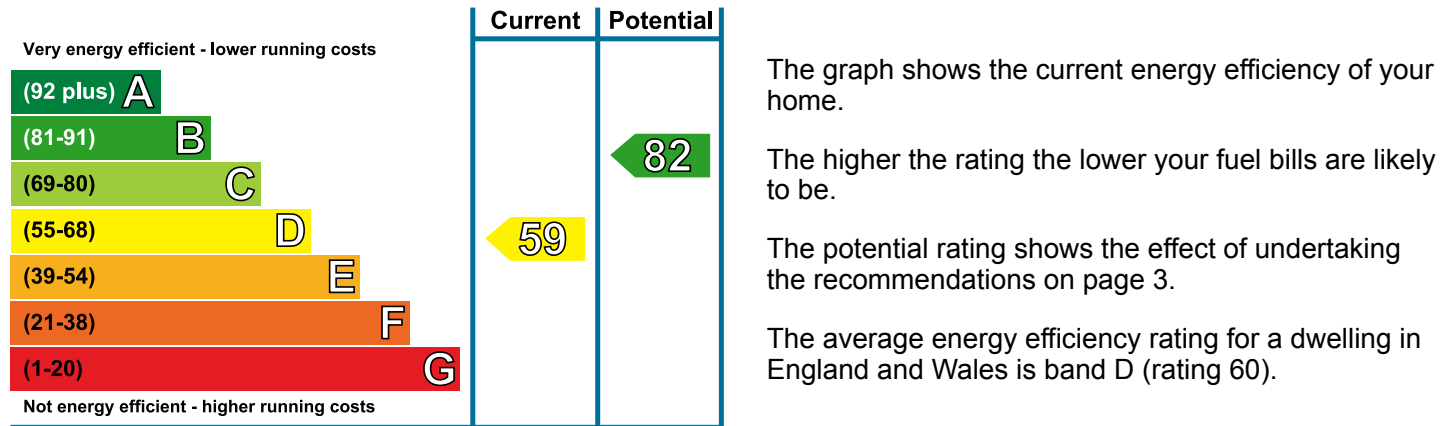 Current Potential
Very energy efficient - lower running costs
(92 plus) A
(81-91) B
82
(69-80) C
(55-68) D
59
(39-54) E
(21-38) F
(1-20) G
Not energy efficient - higher running costs
The graph shows the current energy efficiency of your
home.
The higher the rating the lower your fuel bills are likely
to be.
The potential rating shows the effect of undertaking
the recommendations on page 3.
The average energy efficiency rating for a dwelling in
England and Wales is band D (rating 60).